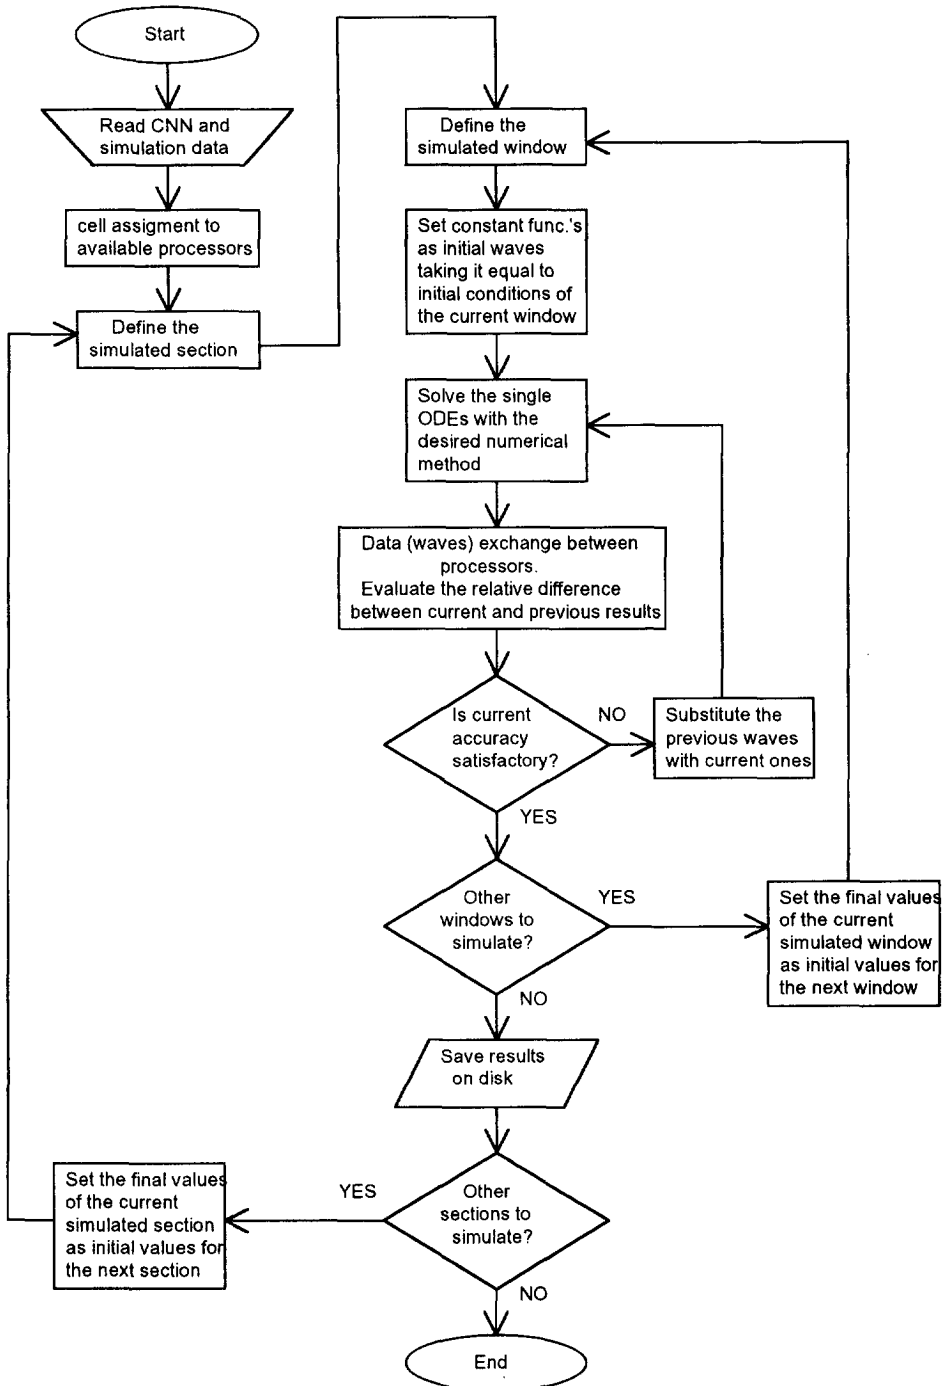 Start
Read CNN and
simulation data
cell assigment to
available processors
Define the
simulated section
Define the
simulated window
Set constant func.'s
as initial waves
taking it equal to
initial conditions of
the current window
Solve the single
ODEs with the
desired numerical
method
Data (waves) exchange between
processors.
Evaluate the relative difference
between current and previous results
Is current
accuracy
satisfactory?
NO
Substitute the
previous waves
with current ones
YES
Other
windows to
simulate?
YES
Set the final values
of the current
simulated window
as initial values for
the next window
NO
Save results
on disk
Other
sections to
simulate?
YES
Set the final values
of the current
simulated section
as initial values for
the next section
NO
End